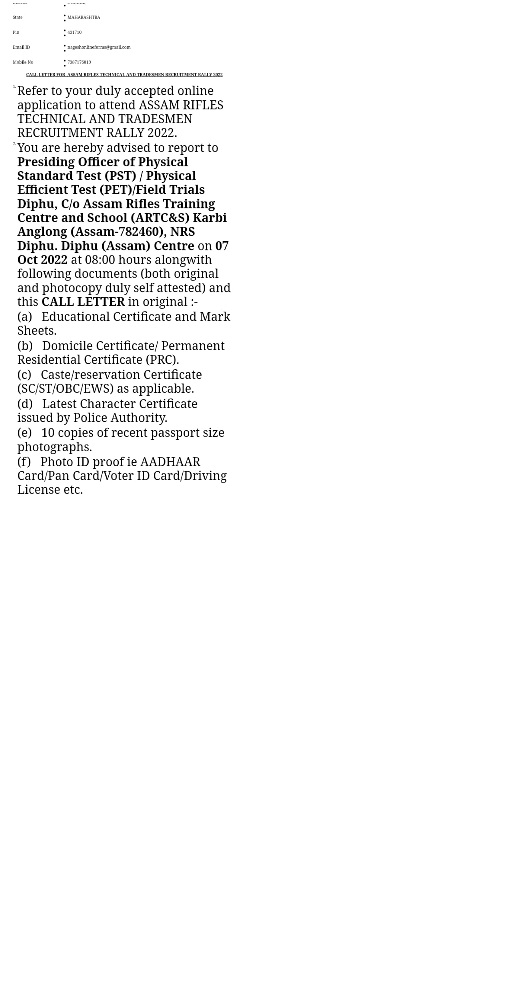 State : MAHARASHTRA
Pin :
Email ID : nageshonlineforms@gmail.com
Mobile No :
CALL LETTER FOR ASSAM RIFLES TECHNICAL AND TRADESMEN RECRUITMENT RALLY 2022
Refer to your duly accepted online
application to attend ASSAM RIFLES
TECHNICAL AND TRADESMEN
RECRUITMENT RALLY 2022.
You are hereby advised to report to
Presiding Officer of Physical
Standard Test (PST) / Physical
Efficient Test (PET)/Field Trials
Diphu, C/o Assam Rifles Training
Centre and School (ARTC&S) Karbi
Anglong (Assam-782460), NRS
Diphu. Diphu (Assam) Centre on 07
Oct 2022 at 08:00 hours alongwith
following documents (both original
and photocopy duly self attested) and
this CALL LETTER in original :-
(a) Educational Certificate and Mark
Sheets.
(b) Domicile Certificate/ Permanent
Residential Certificate (PRC).
(c) Caste/reservation Certificate
(SC/ST/OBC/EWS) as applicable.
(d) Latest Character Certificate
issued by Police Authority.
(e) 10 copies of recent passport size
photographs.
(f) Photo ID proof ie AADHAAR
Card/Pan Card/Voter ID Card/Driving
License etc.